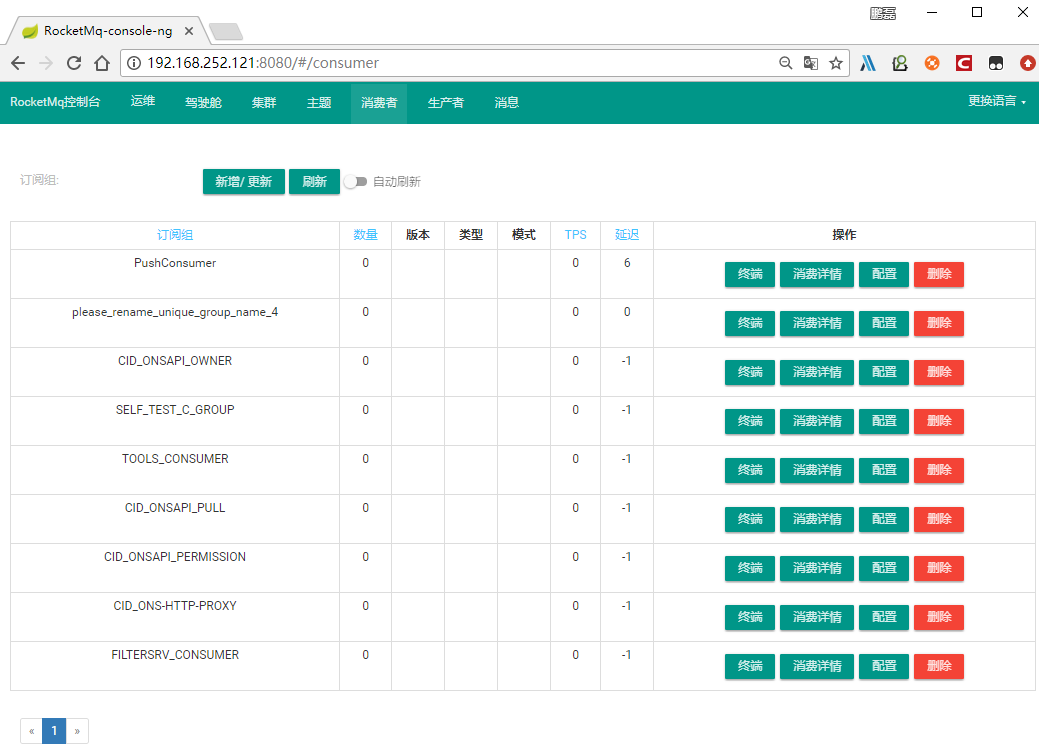 鹏磊
RocketMq-console-ng
192.168.252.121:8080/#/consumer
RocketMq控制台 运维 驾驶舱 集群 主题 消费者 生产者 消息 更换语言
订阅组: 新增/ 更新 刷新 自动刷新
订阅组 数量 版本 类型 模式 TPS 延迟 操作
PushConsumer 0 0 6 终端 消费详情 配置 删除
please_rename_unique_group_name_4 0 0 0 终端 消费详情 配置 删除
CID_ONSAPI_OWNER 0 0 -1 终端 消费详情 配置 删除
SELF_TEST_C_GROUP 0 0 -1 终端 消费详情 配置 删除
TOOLS_CONSUMER 0 0 -1 终端 消费详情 配置 删除
CID_ONSAPI_PULL 0 0 -1 终端 消费详情 配置 删除
CID_ONSAPI_PERMISSION 0 0 -1 终端 消费详情 配置 删除
CID_ONS-HTTP-PROXY 0 0 -1 终端 消费详情 配置 删除
FILTERSRV_CONSUMER 0 0 -1 终端 消费详情 配置 删除
« 1 »